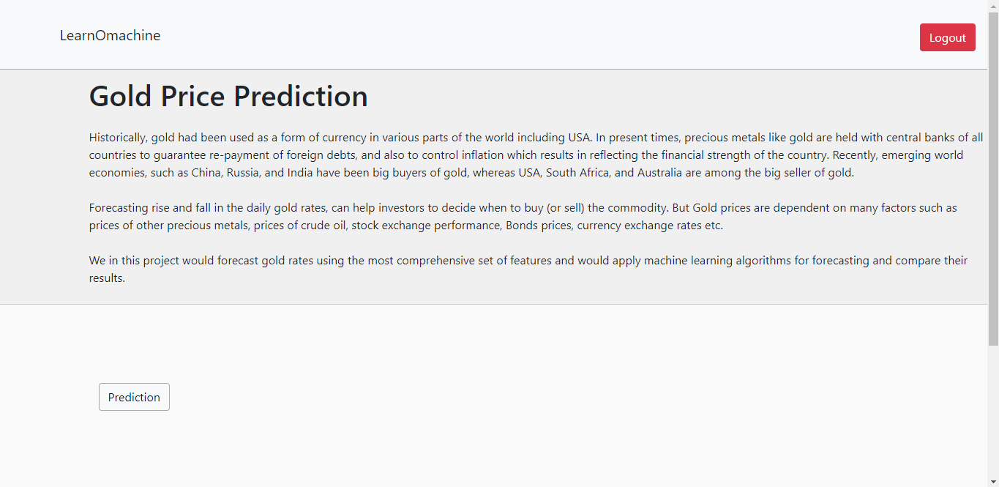 LearnOmachine
Logout
Gold Price Prediction
Historically, gold had been used as a form of currency in various parts of the world including USA. In present times, precious metals like gold are held with central banks of all
countries to guarantee re-payment of foreign debts, and also to control inflation which results in reflecting the financial strength of the country. Recently, emerging world
economies, such as China, Russia, and India have been big buyers of gold, whereas USA, South Africa, and Australia are among the big seller of gold.
Forecasting rise and fall in the daily gold rates, can help investors to decide when to buy (or sell) the commodity. But Gold prices are dependent on many factors such as
prices of other precious metals, prices of crude oil, stock exchange performance, Bonds prices, currency exchange rates etc.
We in this project would forecast gold rates using the most comprehensive set of features and would apply machine learning algorithms for forecasting and compare their
results.
Prediction